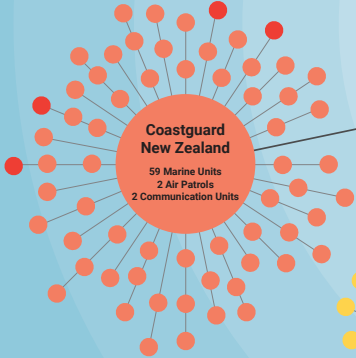 Coastguard
New Zealand
59 Marine Units
2 Air Patrols
2 Communication Units